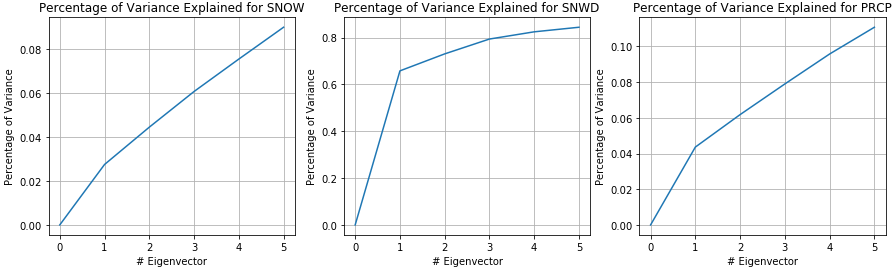 Percentage of Variance Explained for SNOW
Percentage of Variance
0.08
0.06
0.04
0.02
0.00
0 1 2 3 4 5
# Eigenvector
Percentage of Variance Explained for SNWD
Percentage of Variance
0.8
0.6
0.4
0.2
0.0
0 1 2 3 4 5
# Eigenvector
Percentage of Variance Explained for PRCP
Percentage of Variance
0.10
0.08
0.06
0.04
0.02
0.00
0 1 2 3 4 5
# Eigenvector